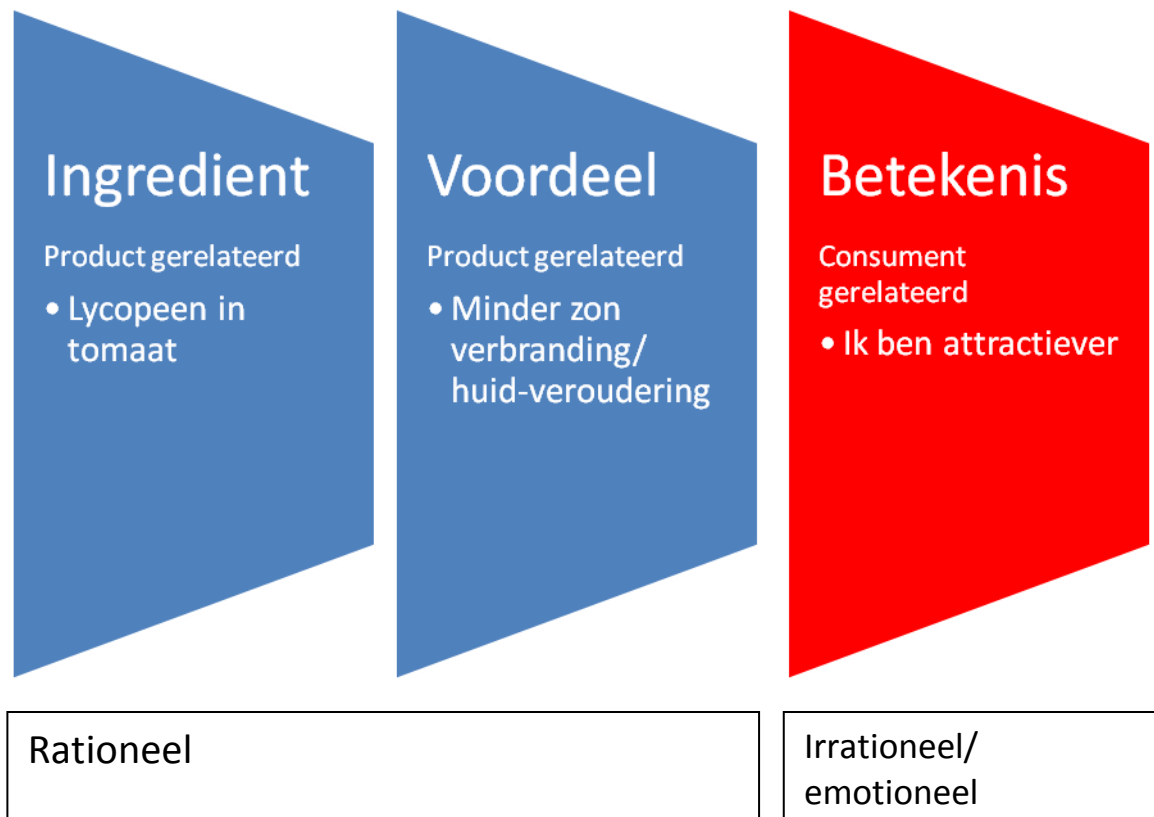 Ingredient
Product gerelateerd
• Lycopeen in
tomaat
Voordeel
Product gerelateerd
• Minder zon
verbranding/
huid-veroudering
Betekenis
Consument
gerelateerd
• Ik ben attractiever
Rationeel
Irrationeel/
emotioneel